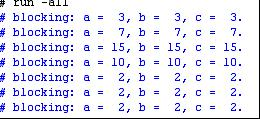 # run -all
# blocking: a = 3, b = 3, c = 3.
# blocking: a = 7, b = 7, c = 7.
# blocking: a = 15, b = 15, c = 15.
# blocking: a = 10, b = 10, c = 10.
# blocking: a = 2, b = 2, c = 2.
# blocking: a = 2, b = 2, c = 2.
# blocking: a = 2, b = 2, c = 2.